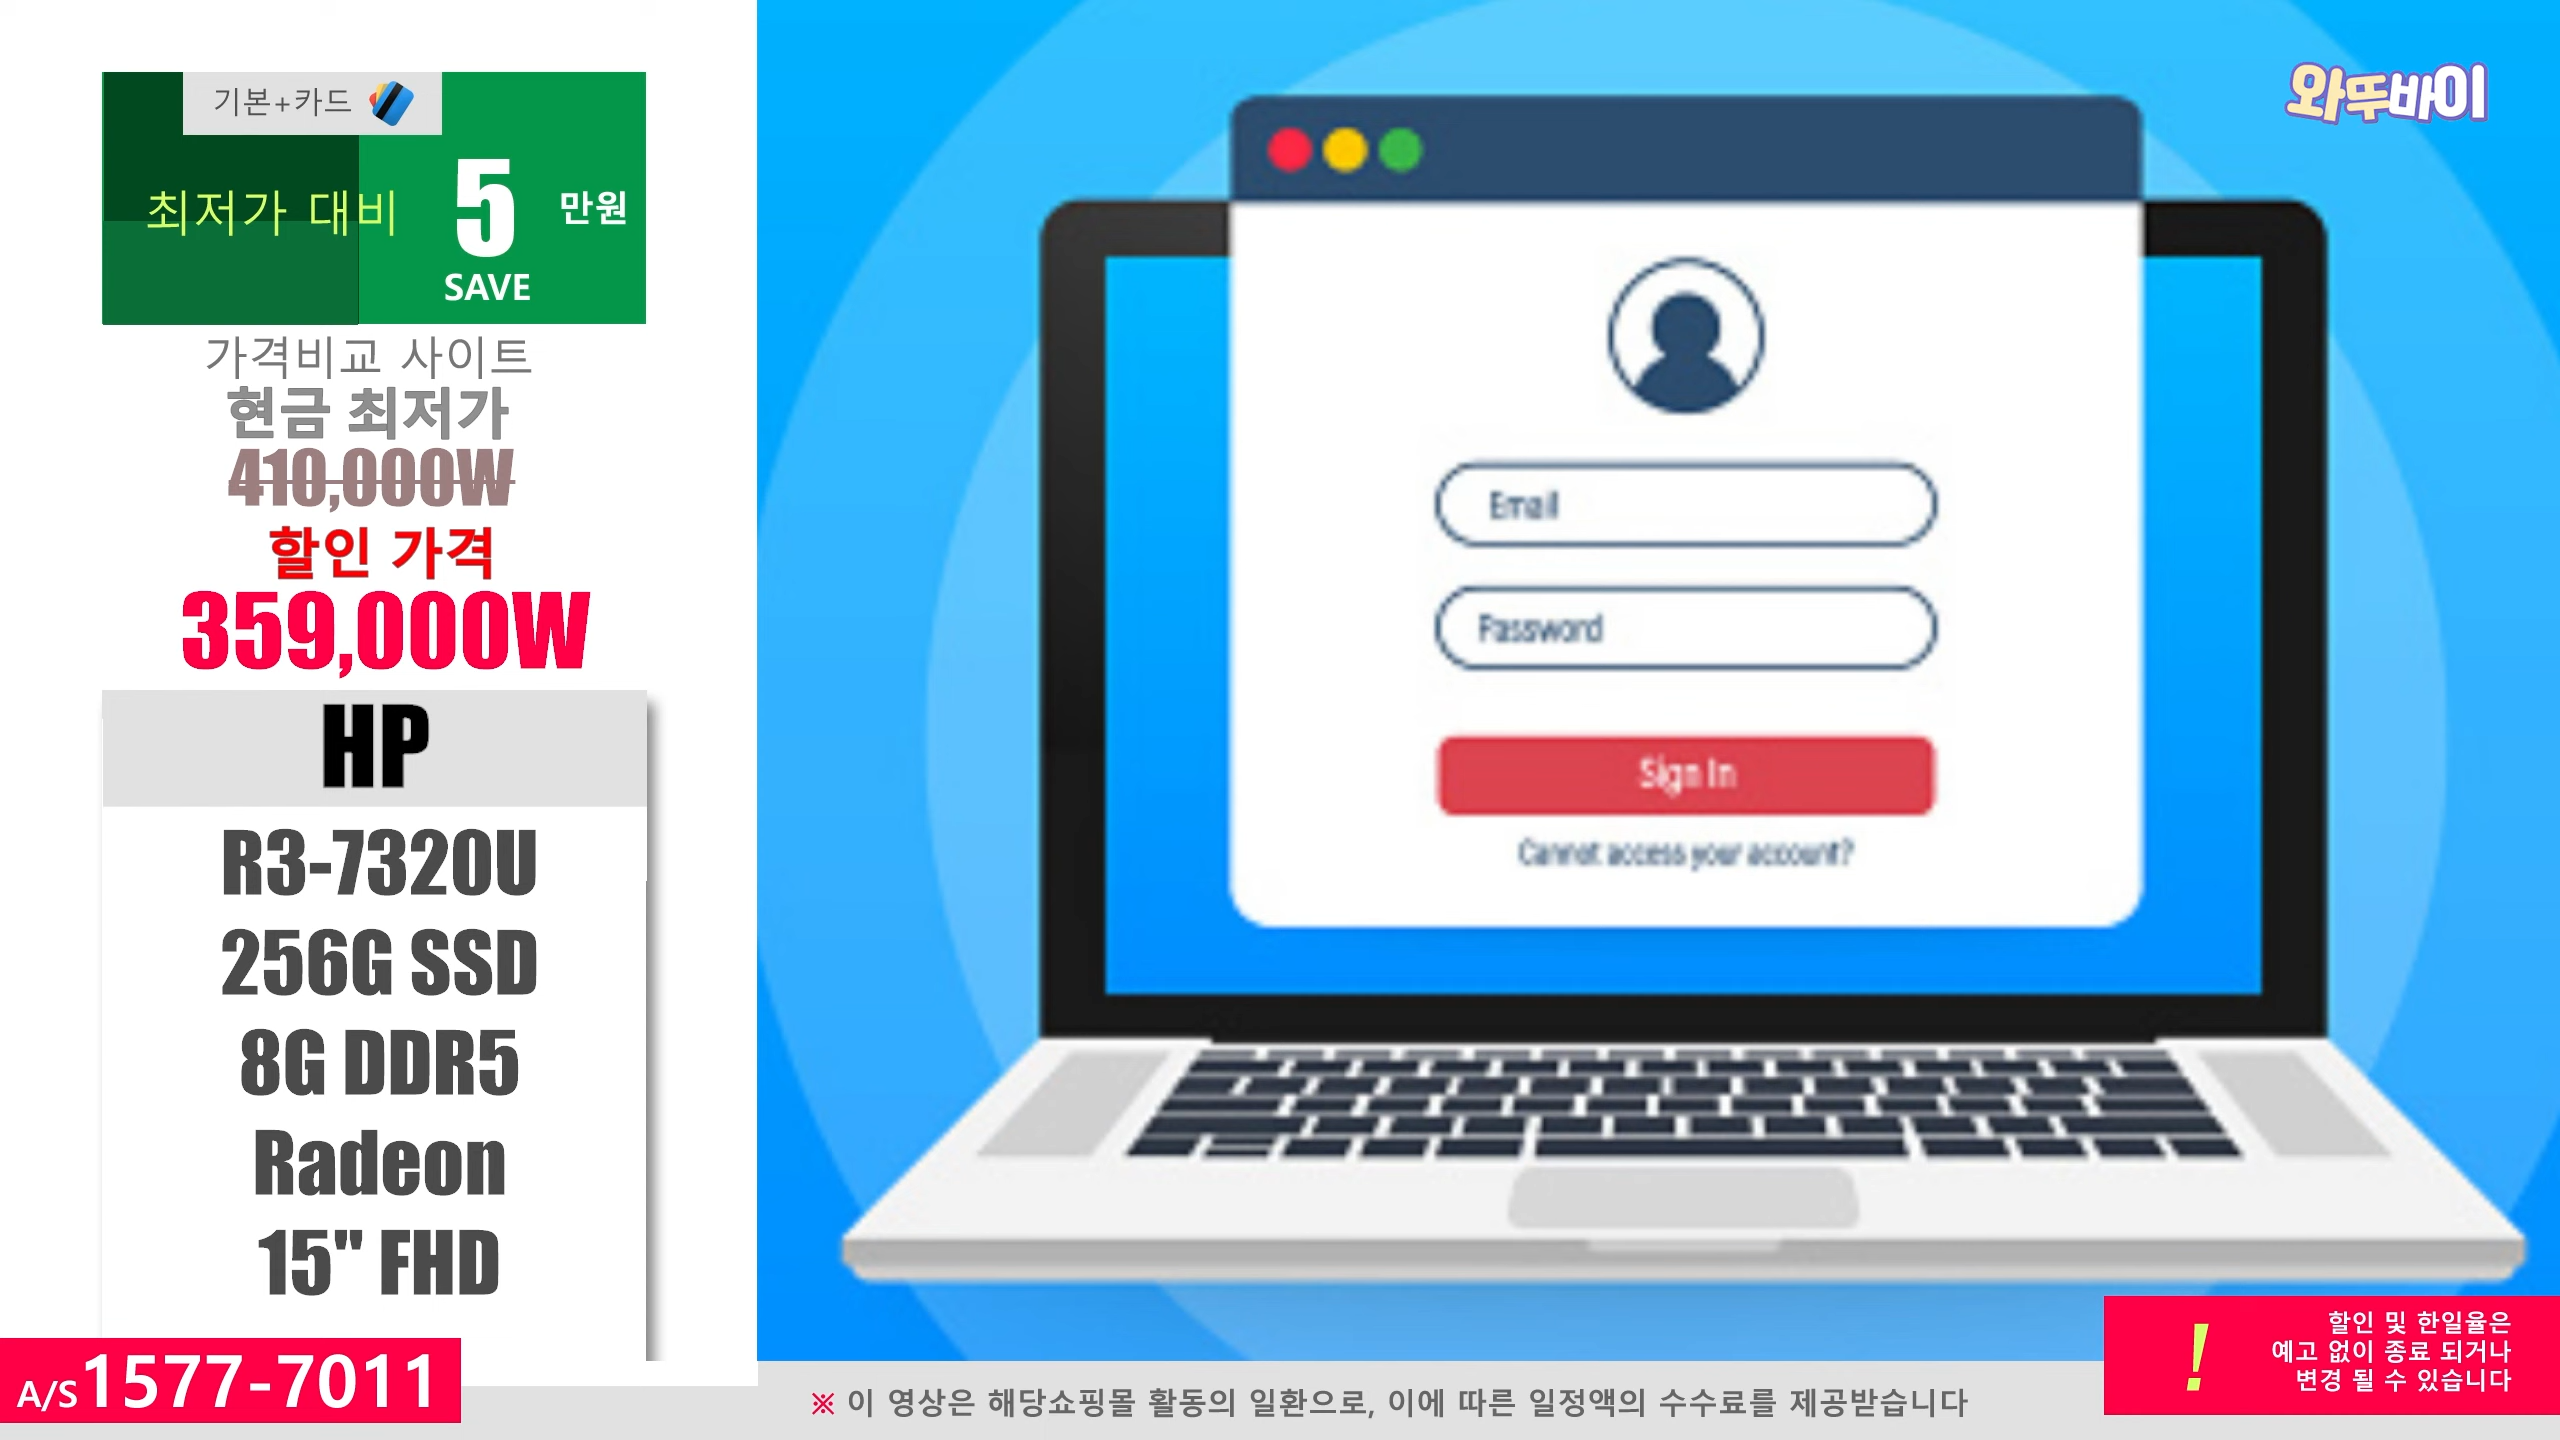 기본+카드
최저가 대비 5 만원
SAVE
가격비교 사이트
현금 최저가
410,000W
할인 가격
359,000W
HP
R3-7320U
256G SSD
8G DDR5
Radeon
15" FHD
A/S 1577-7011
와뚜바이
Email
Password
Sign In
Cannot access your account?
※ 이 영상은 해당쇼핑몰 활동의 일환으로, 이에 따른 일정액의 수수료를 제공받습니다
!
할인 및 한일율은
예고 없이 종료 되거나
변경 될 수 있습니다